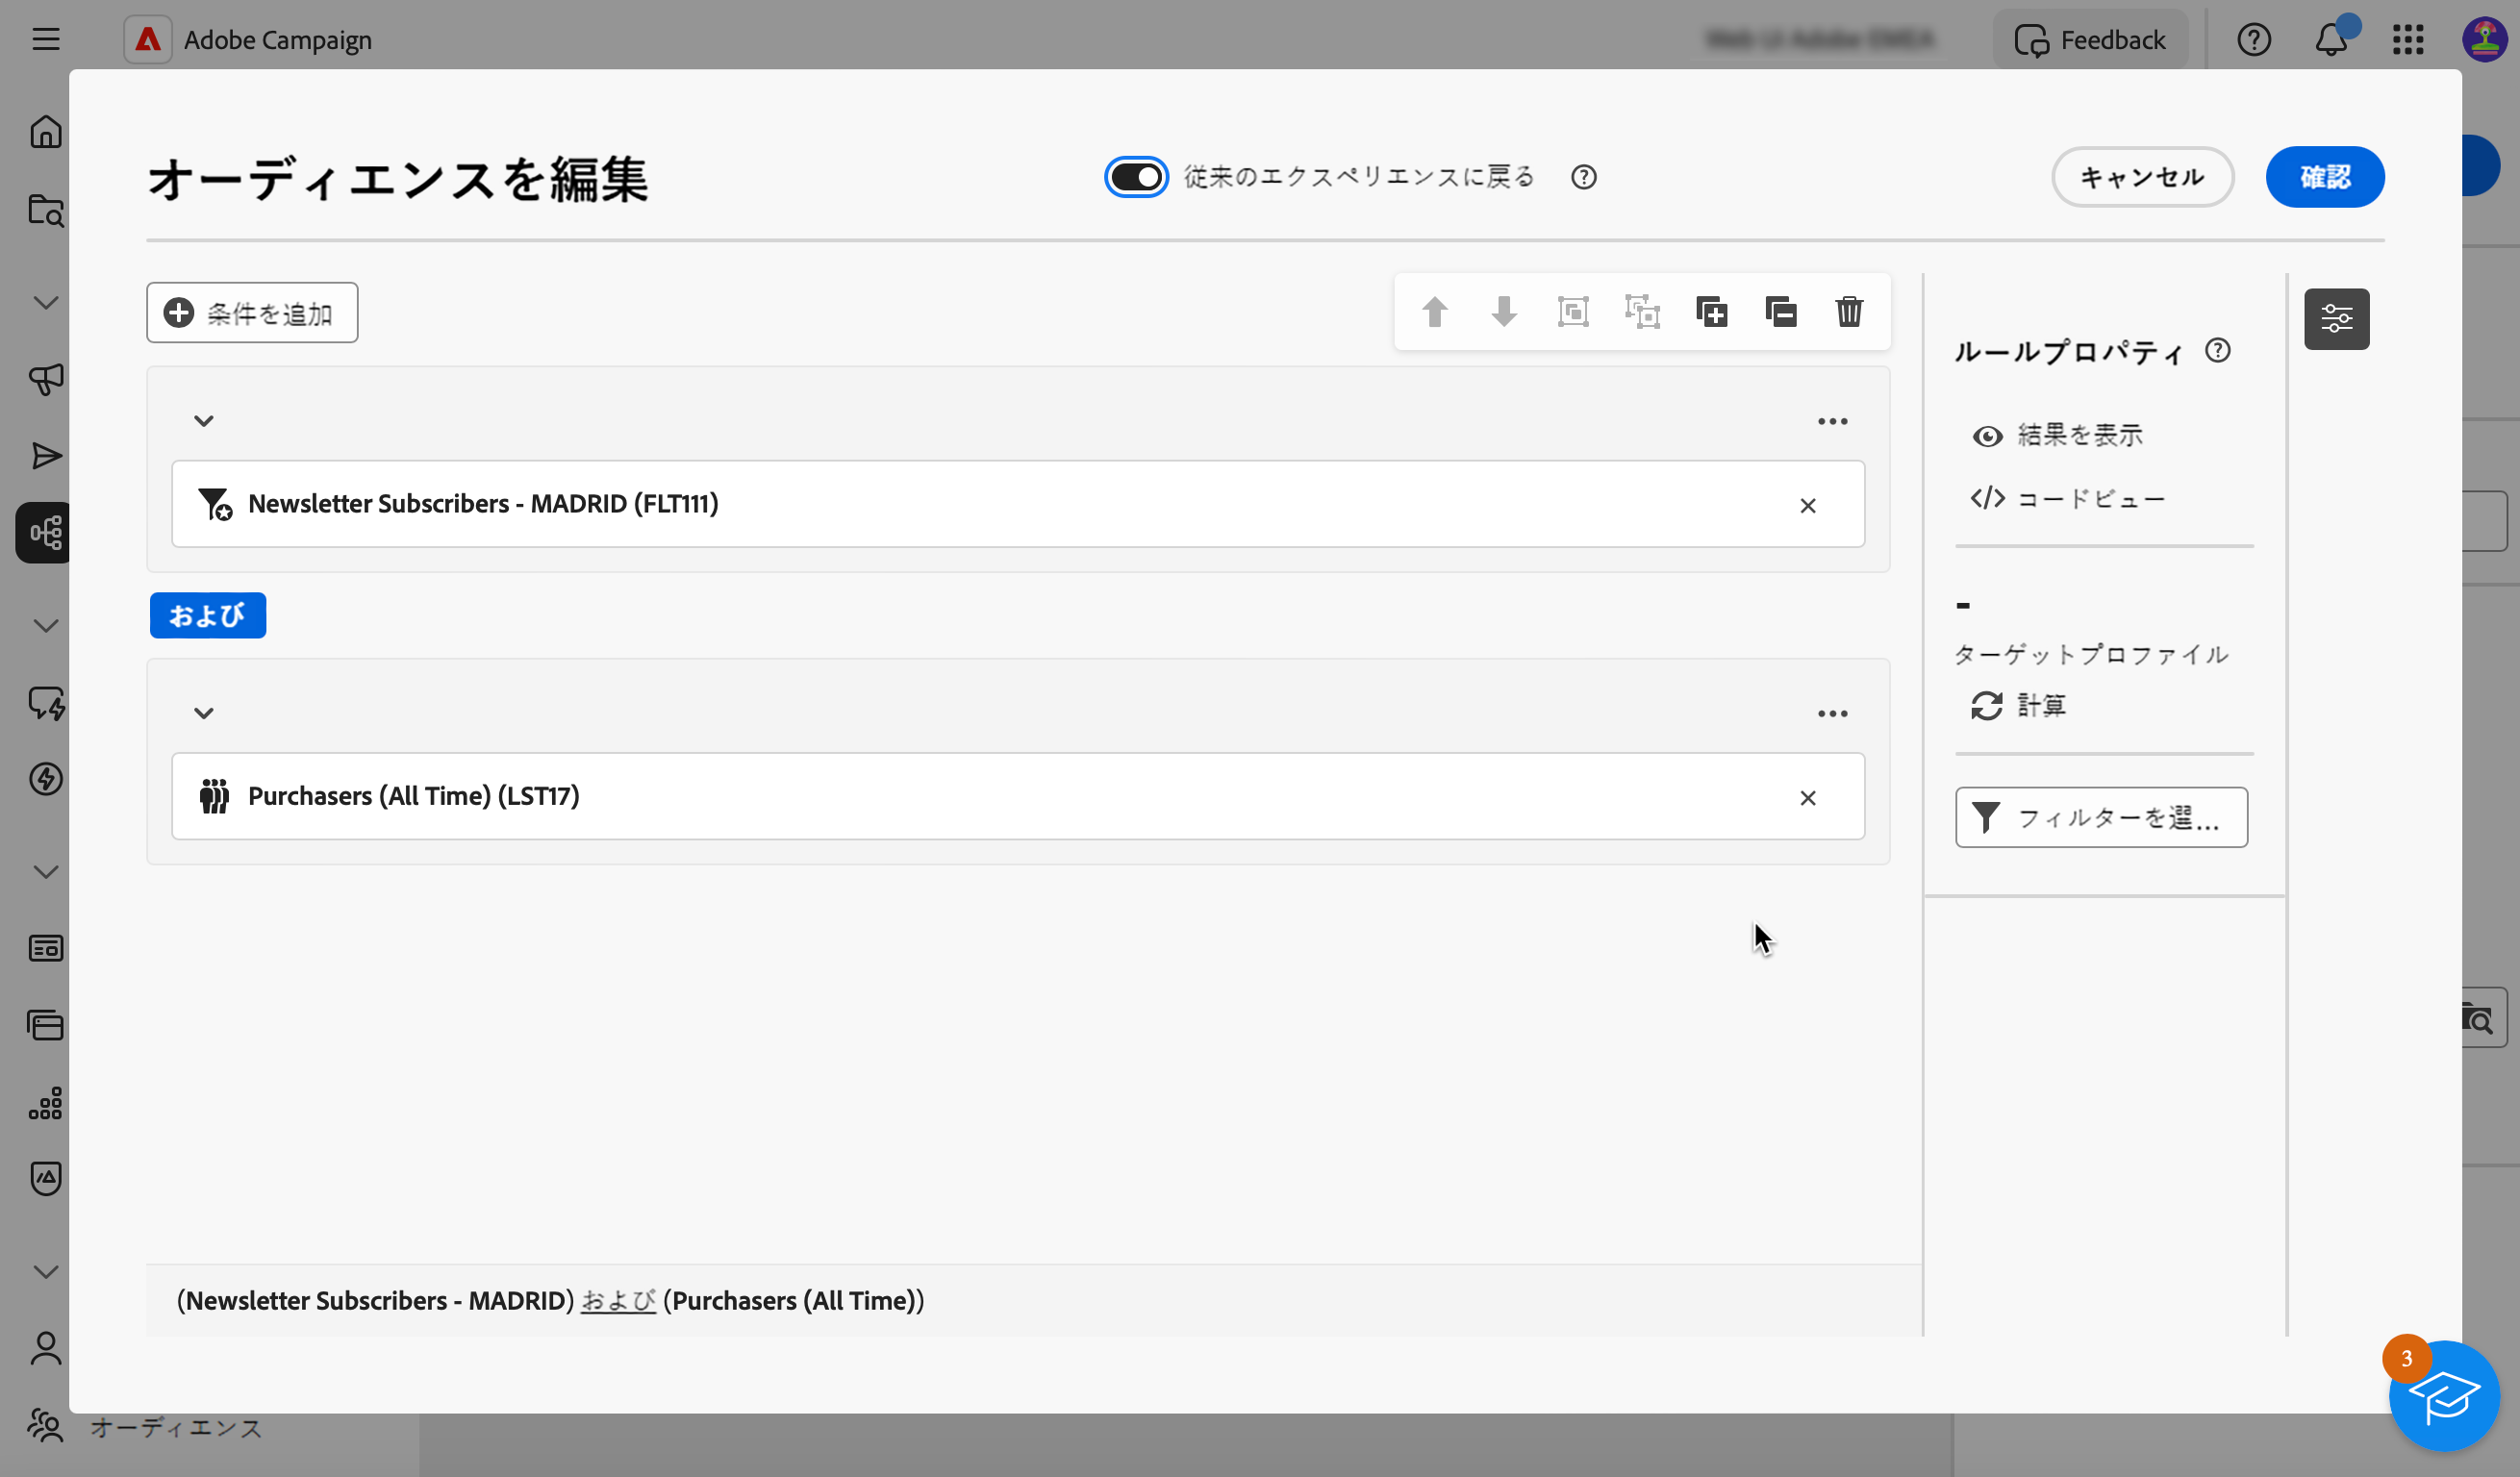 Adobe Campaign
Feedback
オーディエンスを編集
従来のエクスペリエンスに戻る
キャンセル
確認
条件を追加
Newsletter Subscribers - MADRID (FLT111)
および
Purchasers (All Time) (LST17)
(Newsletter Subscribers - MADRID) および (Purchasers (All Time))
ルールプロパティ
結果を表示
コードビュー
-
ターゲットプロファイル
計算
フィルターを選...
3
オーディエンス